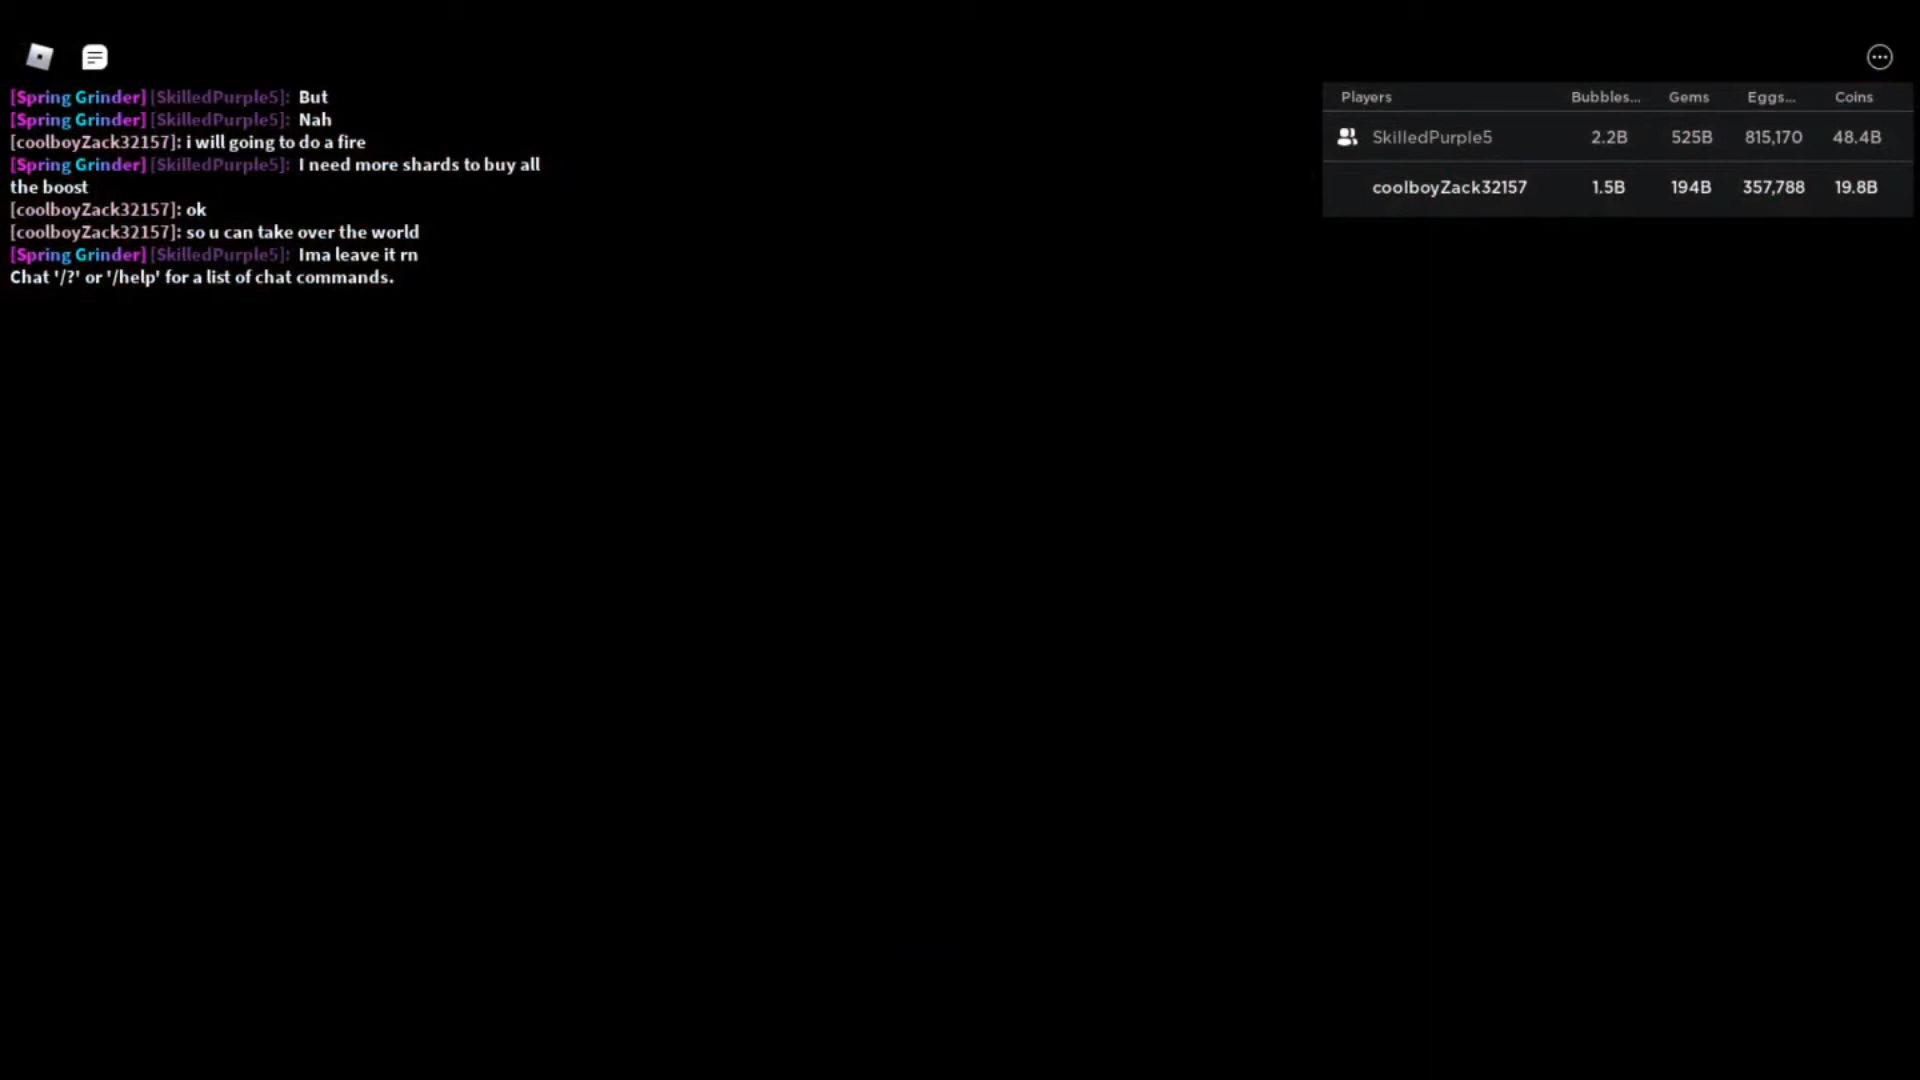 [Spring Grinder] [SkilledPurple5]: But
[Spring Grinder] [SkilledPurple5]: Nah
[coolboyZack32157]: i will going to do a fire
[Spring Grinder] [SkilledPurple5]: I need more shards to buy all
the boost
[coolboyZack32157]: ok
[coolboyZack32157]: so u can take over the world
[Spring Grinder] [SkilledPurple5]: Ima leave it rn
Chat '/?' or '/help' for a list of chat commands.
Players Bubbles... Gems Eggs... Coins
SkilledPurple5 2.2B 525B 815,170 48.4B
coolboyZack32157 1.5B 194B 357,788 19.8B